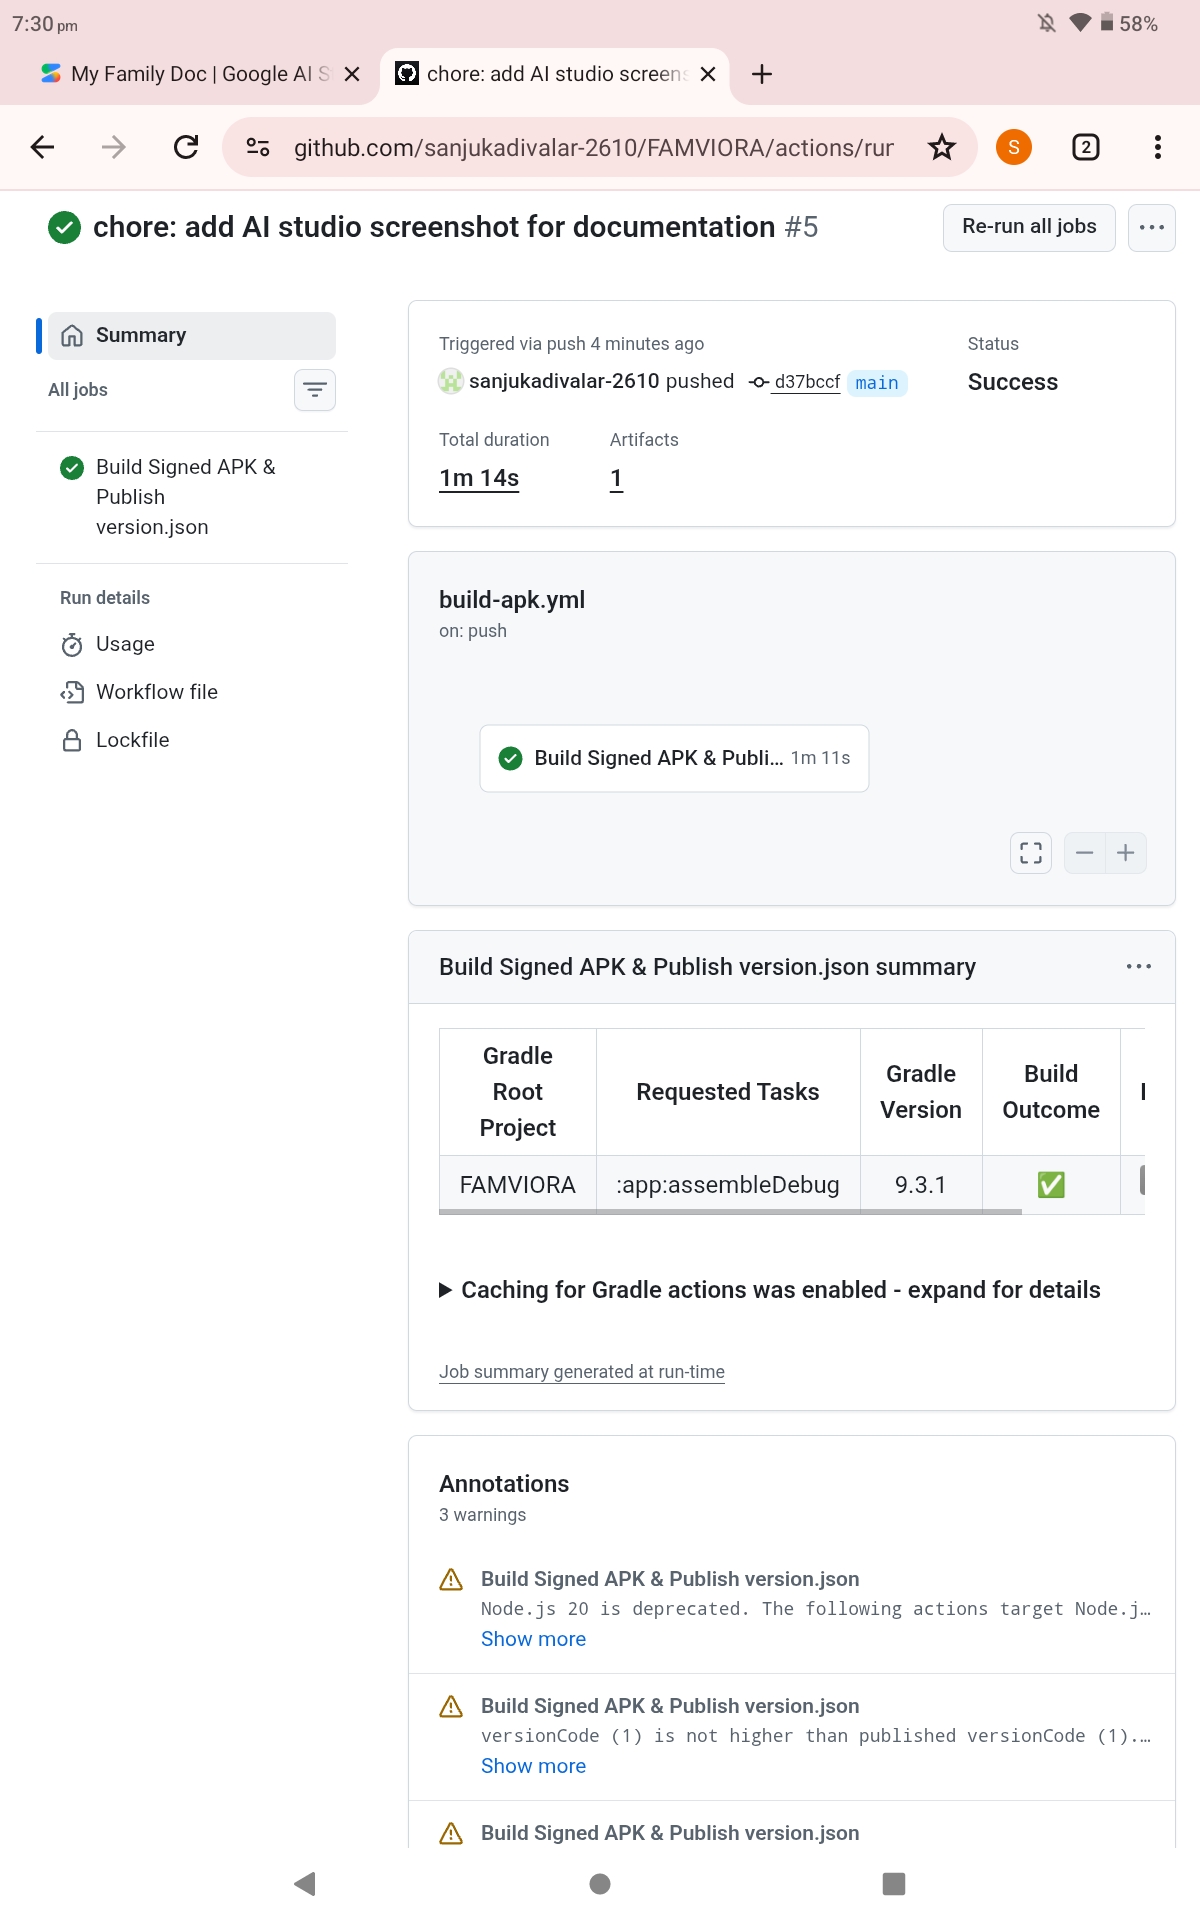 7:30 pm
58%
My Family Doc | Google AI S
chore: add AI studio screens
github.com/sanjukadivalar-2610/FAMVIORA/actions/rur
S
2
chore: add AI studio screenshot for documentation #5
Re-run all jobs
Summary
All jobs
Build Signed APK &
Publish
version.json
Run details
Usage
Workflow file
Lockfile
Triggered via push 4 minutes ago
Status
sanjukadivalar-2610 pushed d37bccf main
Success
Total duration
Artifacts
1m 14s
1
build-apk.yml
on: push
Build Signed APK & Publi... 1m 11s
Build Signed APK & Publish version.json summary
Gradle
Root
Project
Requested Tasks
Gradle
Version
Build
Outcome
FAMVIORA
:app:assembleDebug
9.3.1
Caching for Gradle actions was enabled - expand for details
Job summary generated at run-time
Annotations
3 warnings
Build Signed APK & Publish version.json
Node.js 20 is deprecated. The following actions target Node.j…
Show more
Build Signed APK & Publish version.json
versionCode (1) is not higher than published versionCode (1).…
Show more
Build Signed APK & Publish version.json